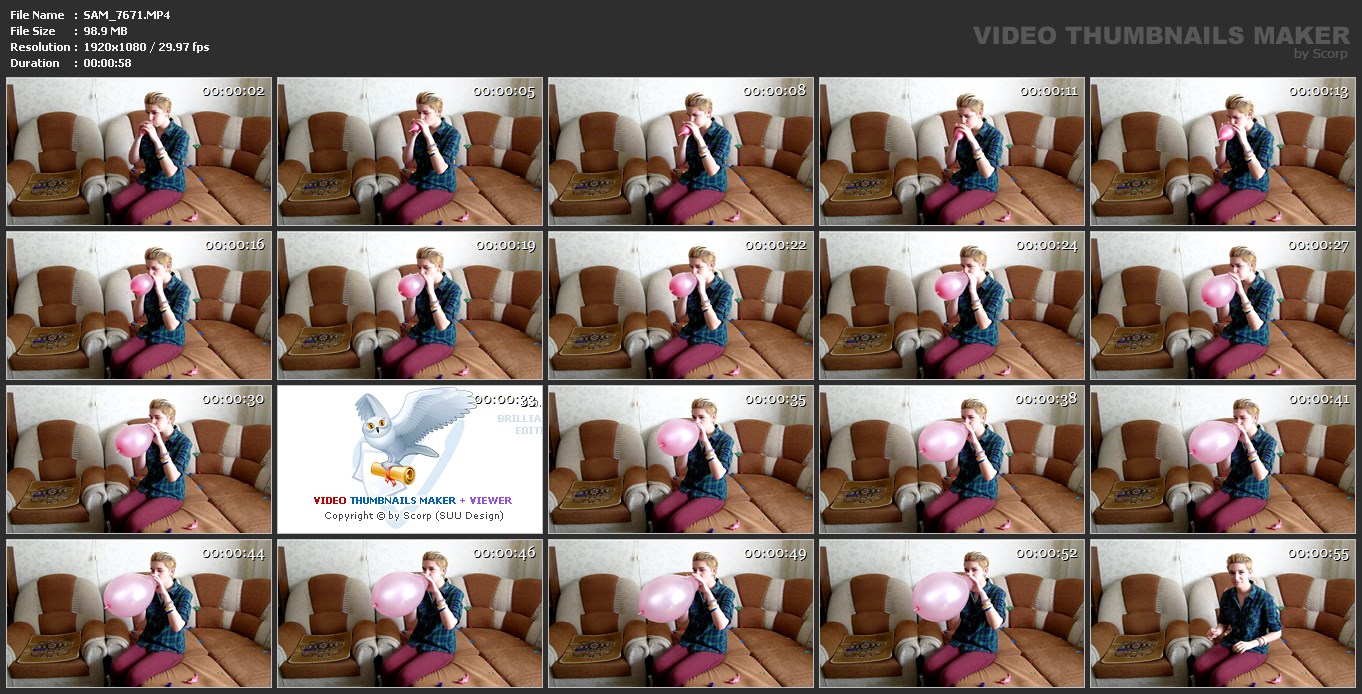 File Name : SAM_7671.MP4
File Size : 98.9 MB
Resolution : 1920x1080 / 29.97 fps
Duration : 00:00:58
VIDEO THUMBNAILS MAKER
by Scorp
00:00:02
00:00:05
00:00:08
00:00:11
00:00:13
00:00:16
00:00:19
00:00:22
00:00:24
00:00:27
00:00:30
00:00:33
BRILLIA
EDIT
VIDEO THUMBNAILS MAKER + VIEWER
Copyright © by Scorp (SUU Design)
00:00:35
00:00:38
00:00:41
00:00:44
00:00:46
00:00:49
00:00:52
00:00:55